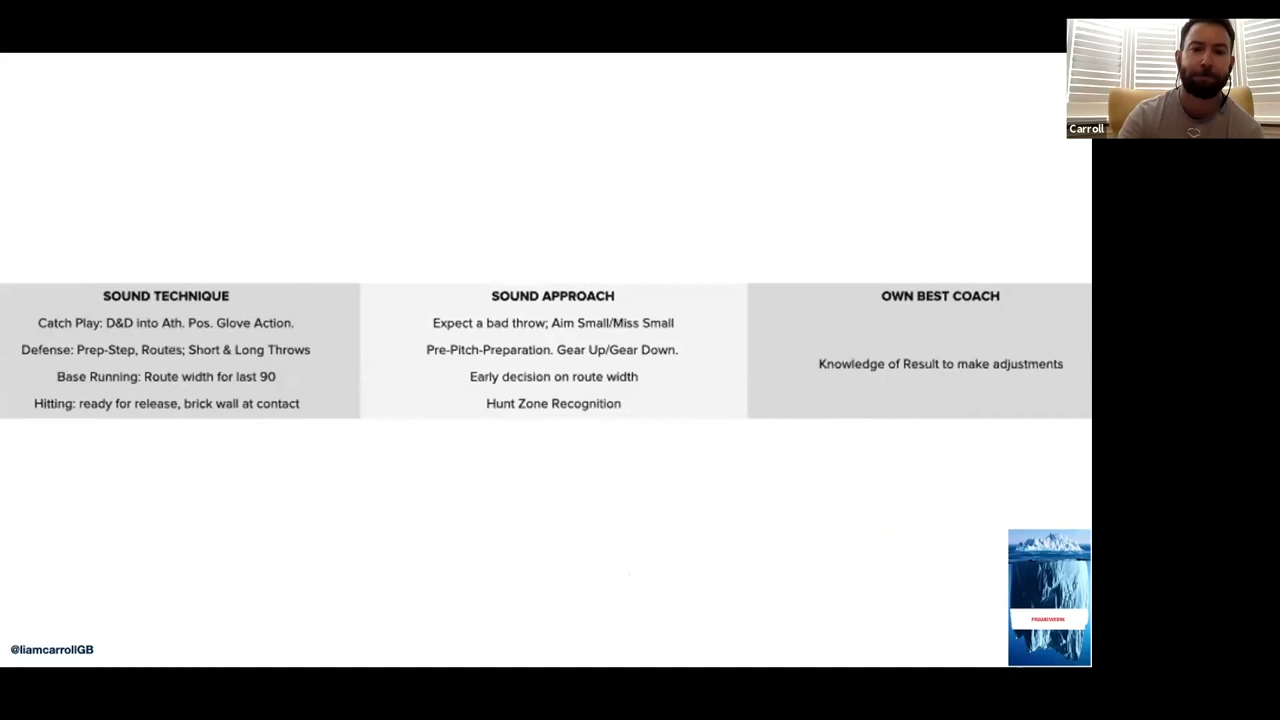 Carroll
SOUND TECHNIQUE
Catch Play: D&D into Ath. Pos. Glove Action.
Defense: Prep-Step, Routes; Short & Long Throws
Base Running: Route width for last 90
Hitting: ready for release, brick wall at contact
SOUND APPROACH
Expect a bad throw; Aim Small/Miss Small
Pre-Pitch-Preparation. Gear Up/Gear Down.
Early decision on route width
Hunt Zone Recognition
OWN BEST COACH
Knowledge of Result to make adjustments
FRAMEWORK
@liamcarrollGB